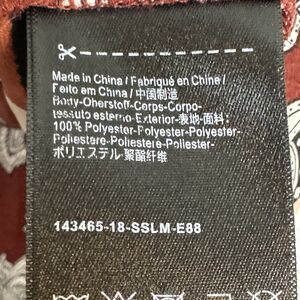 Made in China / Fabriqué en China /
Feito em China / 中国制造
Body-Oberstoff-Corps-Corpo-
tessuto esterno-Exterior-表地-面料:
100% Polyester-Polyester-Polyester-
Poliestere-Poliestere-Poliester-
ポリエステル-聚酯纤维
143465-18-SSLM-E88